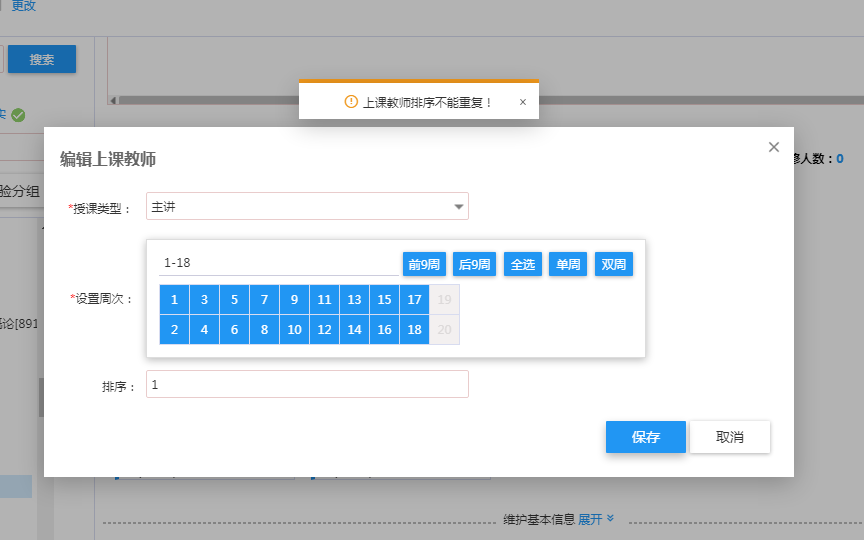 更改
搜索
上课教师排序不能重复！ ×
实
编辑上课教师 ×
修人数：0
验分组
*授课类型： 主讲
1-18 前9周 后9周 全选 单周 双周
*设置周次：
1 3 5 7 9 11 13 15 17 19
2 4 6 8 10 12 14 16 18 20
论[891
排序： 1
保存 取消
维护基本信息 展开